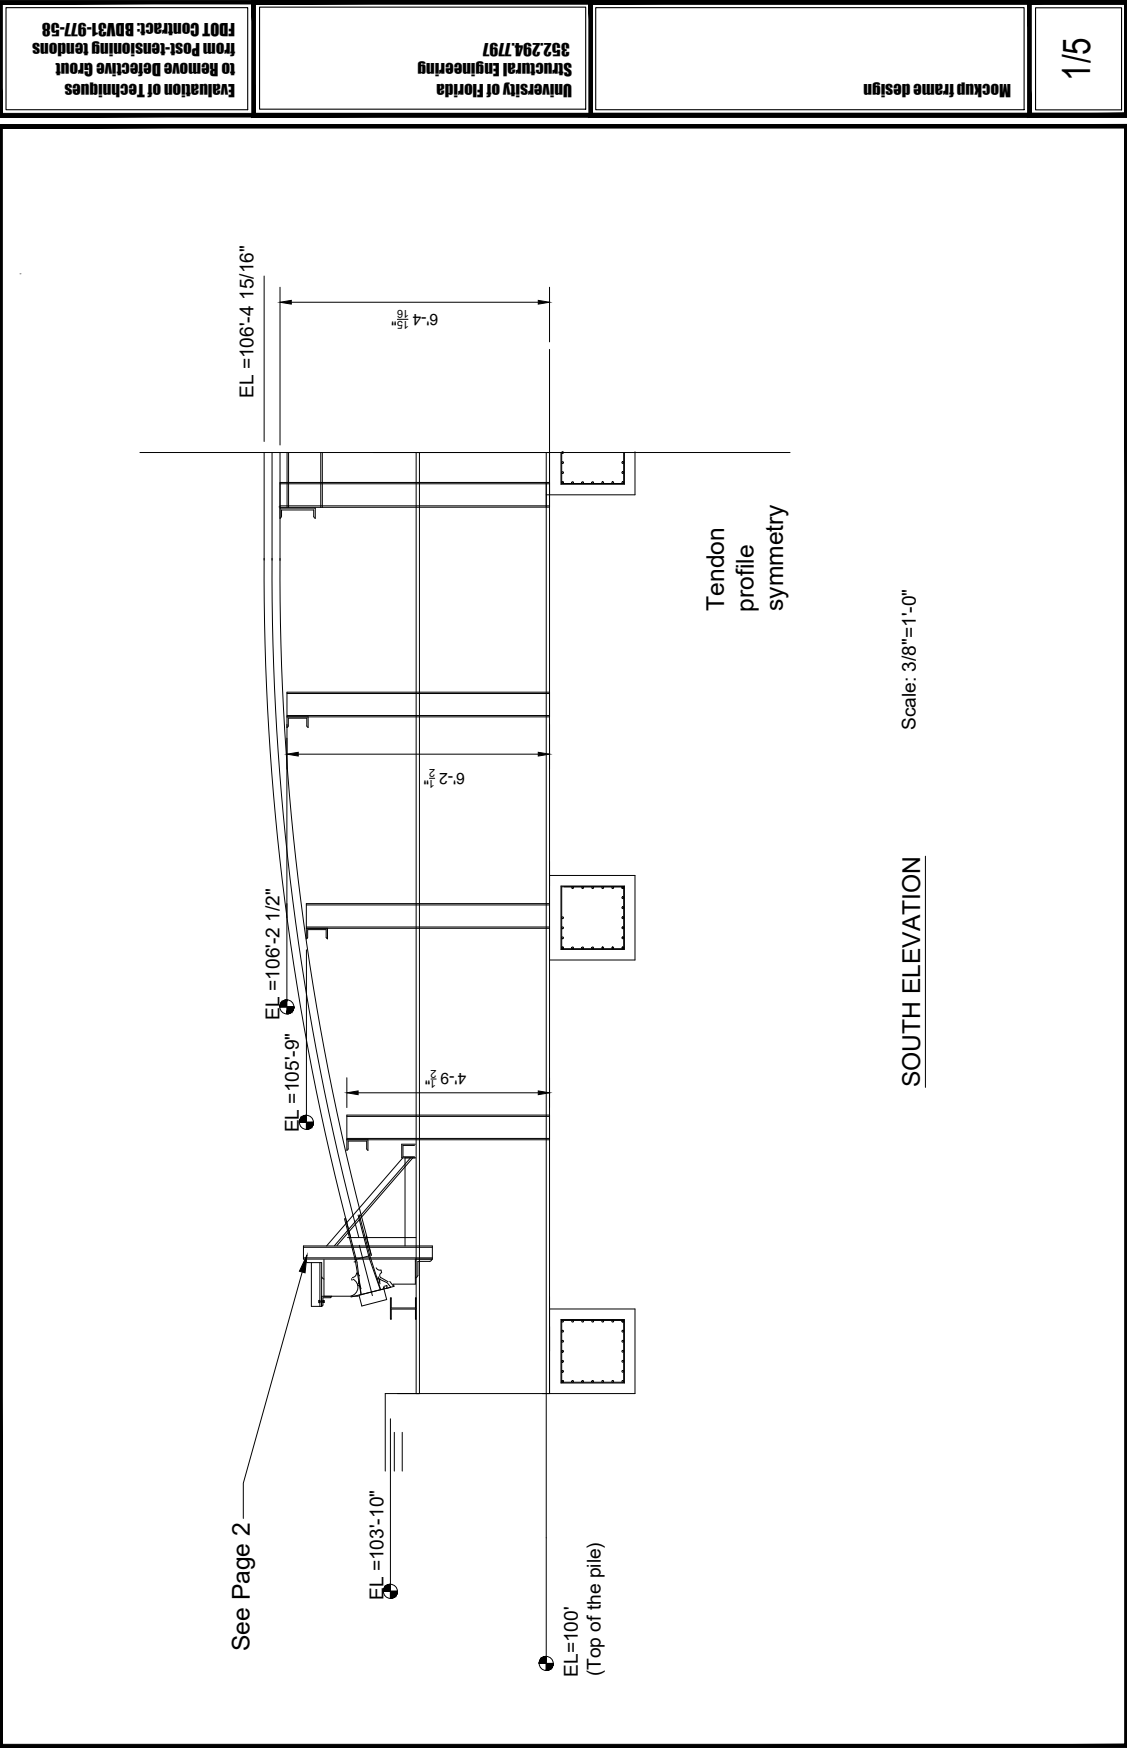 Evaluation of Techniques
to Remove Defective Grout
from Post-tensioning tendons
FDOT Contract: BDV31-977-58
University of Florida
Structural Engineering
352.294.7797
Mockup frame design
1/5
See Page 2
EL =103'-10"
EL=100'
(Top of the pile)
EL =105'-9"
EL =106'-2 1/2"
EL =106'-4 15/16"
4'-9 1/2"
6'-2 1/2"
6'-4 15/16"
Tendon
profile
symmetry
SOUTH ELEVATION
Scale: 3/8"=1'-0"